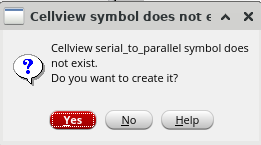 Cellview symbol does not e
Cellview serial_to_parallel symbol does
not exist.
Do you want to create it?
Yes
No
Help